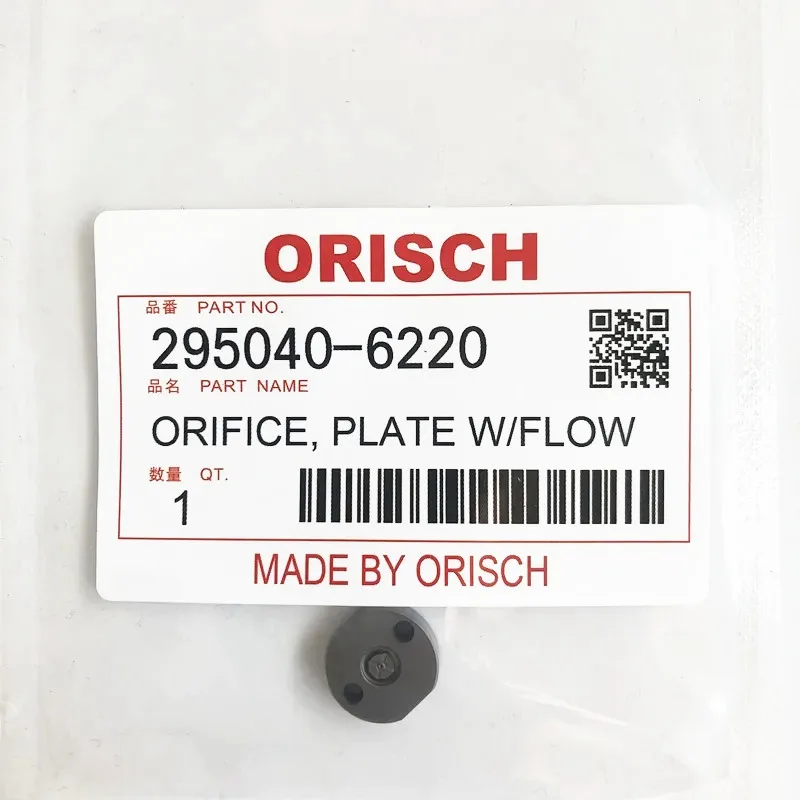 ORISCH
品番 PART NO.
295040-6220
品名 PART NAME
ORIFICE, PLATE W/FLOW
数量 QT.
1
MADE BY ORISCH